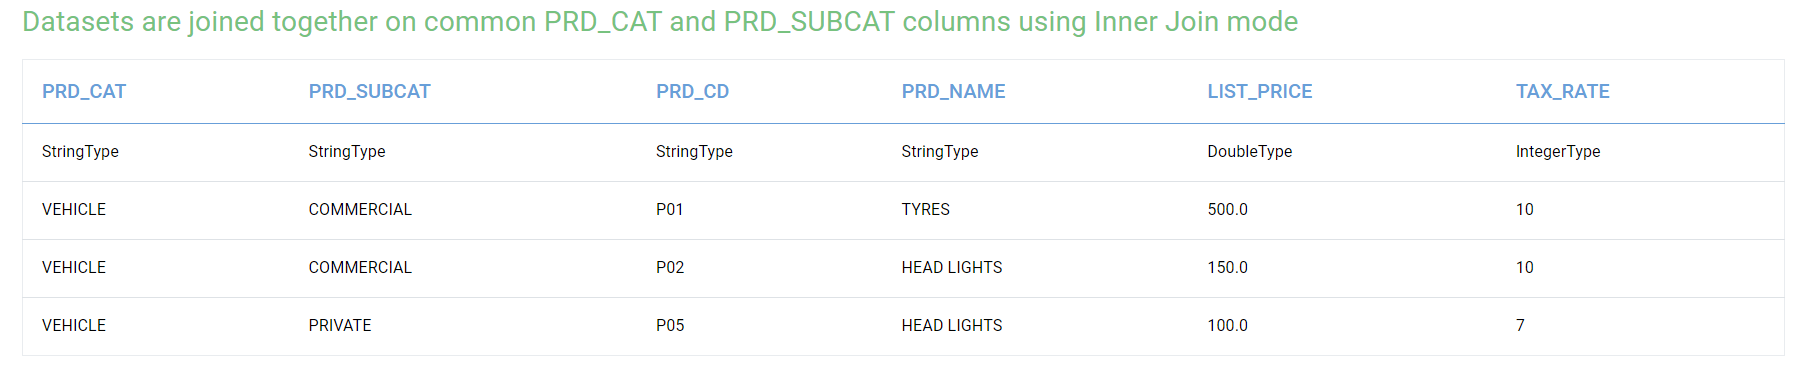 Datasets are joined together on common PRD_CAT and PRD_SUBCAT columns using Inner Join mode
PRD_CAT PRD_SUBCAT PRD_CD PRD_NAME LIST_PRICE TAX_RATE
StringType StringType StringType StringType DoubleType IntegerType
VEHICLE COMMERCIAL P01 TYRES 500.0 10
VEHICLE COMMERCIAL P02 HEAD LIGHTS 150.0 10
VEHICLE PRIVATE P05 HEAD LIGHTS 100.0 7